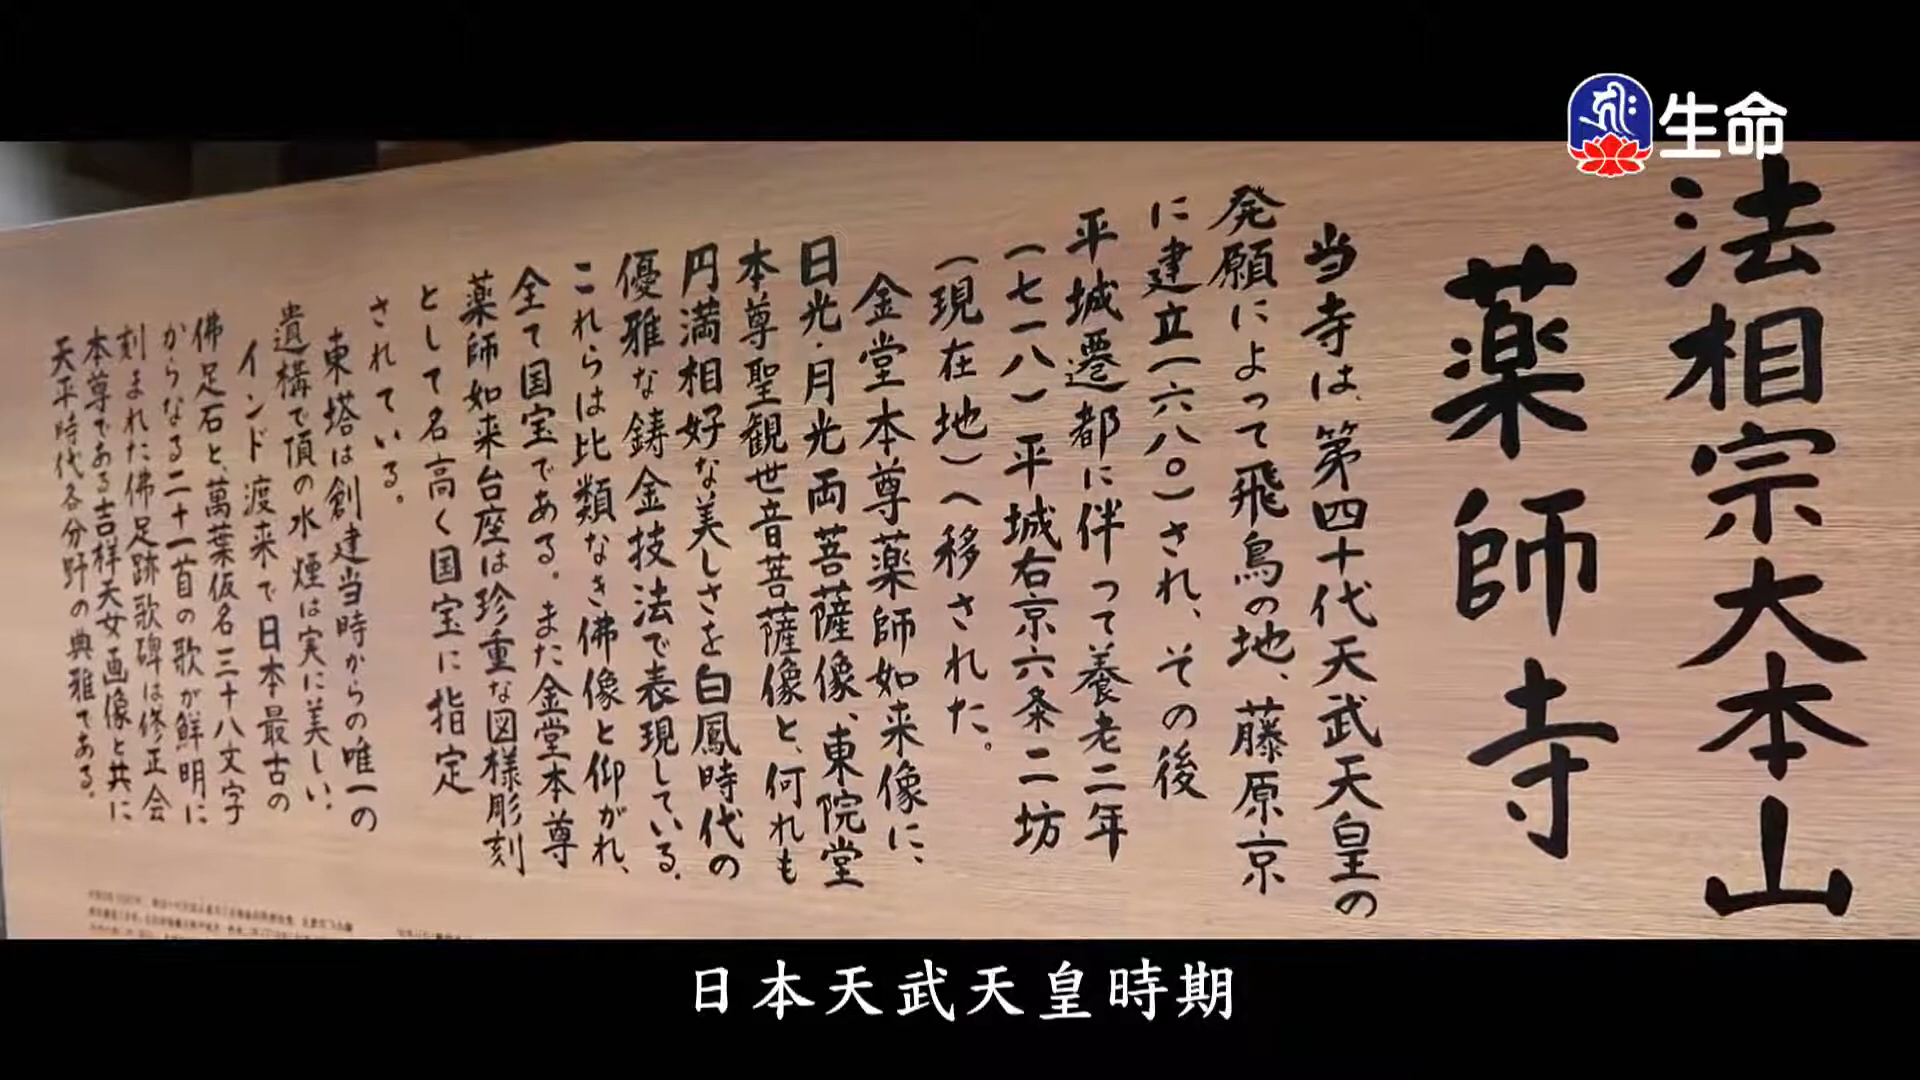 生命
法相宗大本山
薬師寺
当寺は、第四十代天武天皇の
発願によって飛鳥の地、藤原京
に建立(六八〇)され、その後
平城遷都に伴って養老二年
(七一八)平城右京六条二坊
(現在地)へ移された。
金堂本尊薬師如来像に、
日光・月光両菩薩像、東院堂
本尊聖観世音菩薩像と、何れも
円満相好な美しさを白鳳時代の
優雅な鋳金技法で表現している。
これらは比類なき佛像と仰がれ、
全て国宝である。また金堂本尊
薬師如来台座は珍重な図様彫刻
として名高く国宝に指定
されている。
東塔は創建当時からの唯一の
遺構で頂の水煙は実に美しい。
インド渡来で日本最古の
佛足石と、萬葉仮名三十八文字
からなる二十一首の歌が鮮明に
刻まれた佛足跡歌碑は修正会
本尊である吉祥天女画像と共に
天平時代各分野の典雅である。
日本天武天皇時期